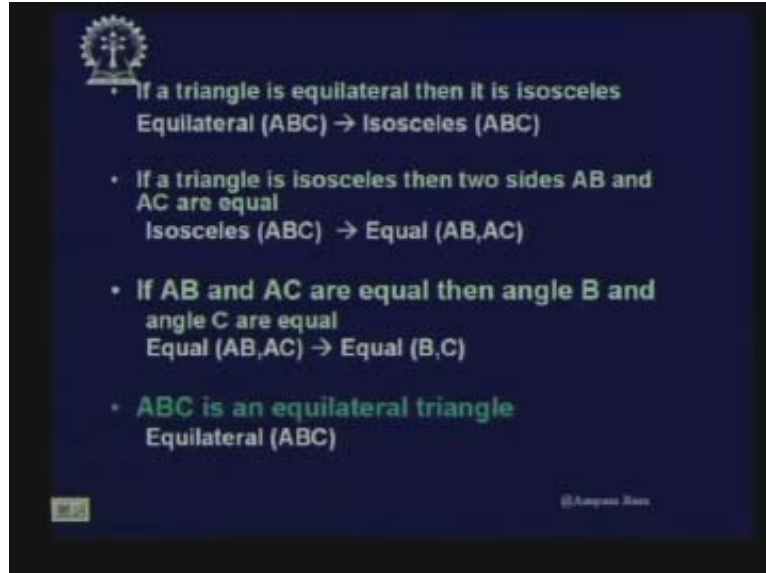 • If a triangle is equilateral then it is isosceles
Equilateral (ABC) → Isosceles (ABC)
• If a triangle is isosceles then two sides AB and
AC are equal
Isosceles (ABC) → Equal (AB,AC)
• If AB and AC are equal then angle B and
angle C are equal
Equal (AB,AC) → Equal (B,C)
• ABC is an equilateral triangle
Equilateral (ABC)